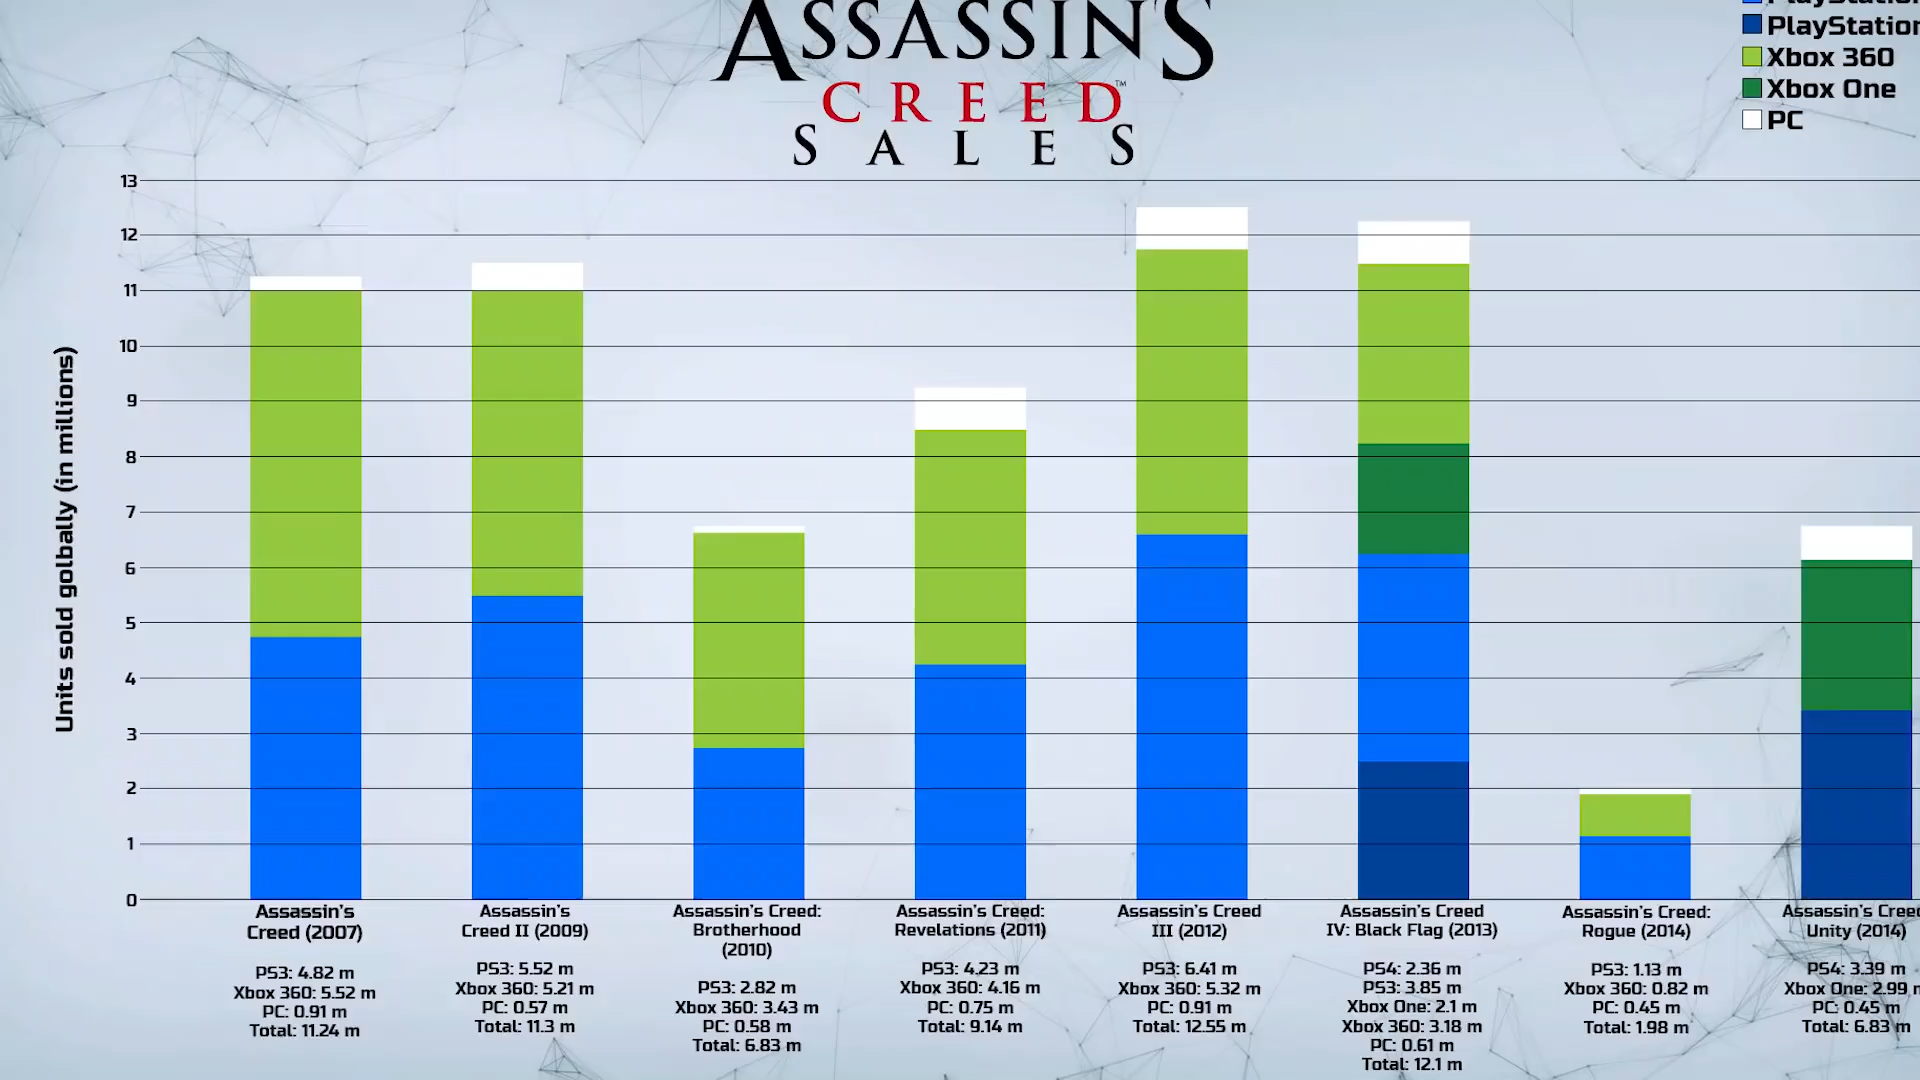 ASSASSIN'S
CREED™
SALES
PlayStation
PlayStation
Xbox 360
Xbox One
PC
Units sold golbally (in millions)
13
12
11
10
9
8
7
6
5
4
3
2
1
0
Assassin's
Creed (2007)
PS3: 4.82 m
Xbox 360: 5.52 m
PC: 0.91 m
Total: 11.24 m
Assassin's
Creed II (2009)
PS3: 5.52 m
Xbox 360: 5.21 m
PC: 0.57 m
Total: 11.3 m
Assassin's Creed:
Brotherhood
(2010)
PS3: 2.82 m
Xbox 360: 3.43 m
PC: 0.58 m
Total: 6.83 m
Assassin's Creed:
Revelations (2011)
PS3: 4.23 m
Xbox 360: 4.16 m
PC: 0.75 m
Total: 9.14 m
Assassin's Creed
III (2012)
PS3: 6.41 m
Xbox 360: 5.32 m
PC: 0.91 m
Total: 12.55 m
Assassin's Creed
IV: Black Flag (2013)
PS4: 2.36 m
PS3: 3.85 m
Xbox One: 2.1 m
Xbox 360: 3.18 m
PC: 0.61 m
Total: 12.1 m
Assassin's Creed:
Rogue (2014)
PS3: 1.13 m
Xbox 360: 0.82 m
PC: 0.45 m
Total: 1.98 m
Assassin's Creed
Unity (2014)
PS4: 3.39 m
Xbox One: 2.99 m
PC: 0.45 m
Total: 6.83 m